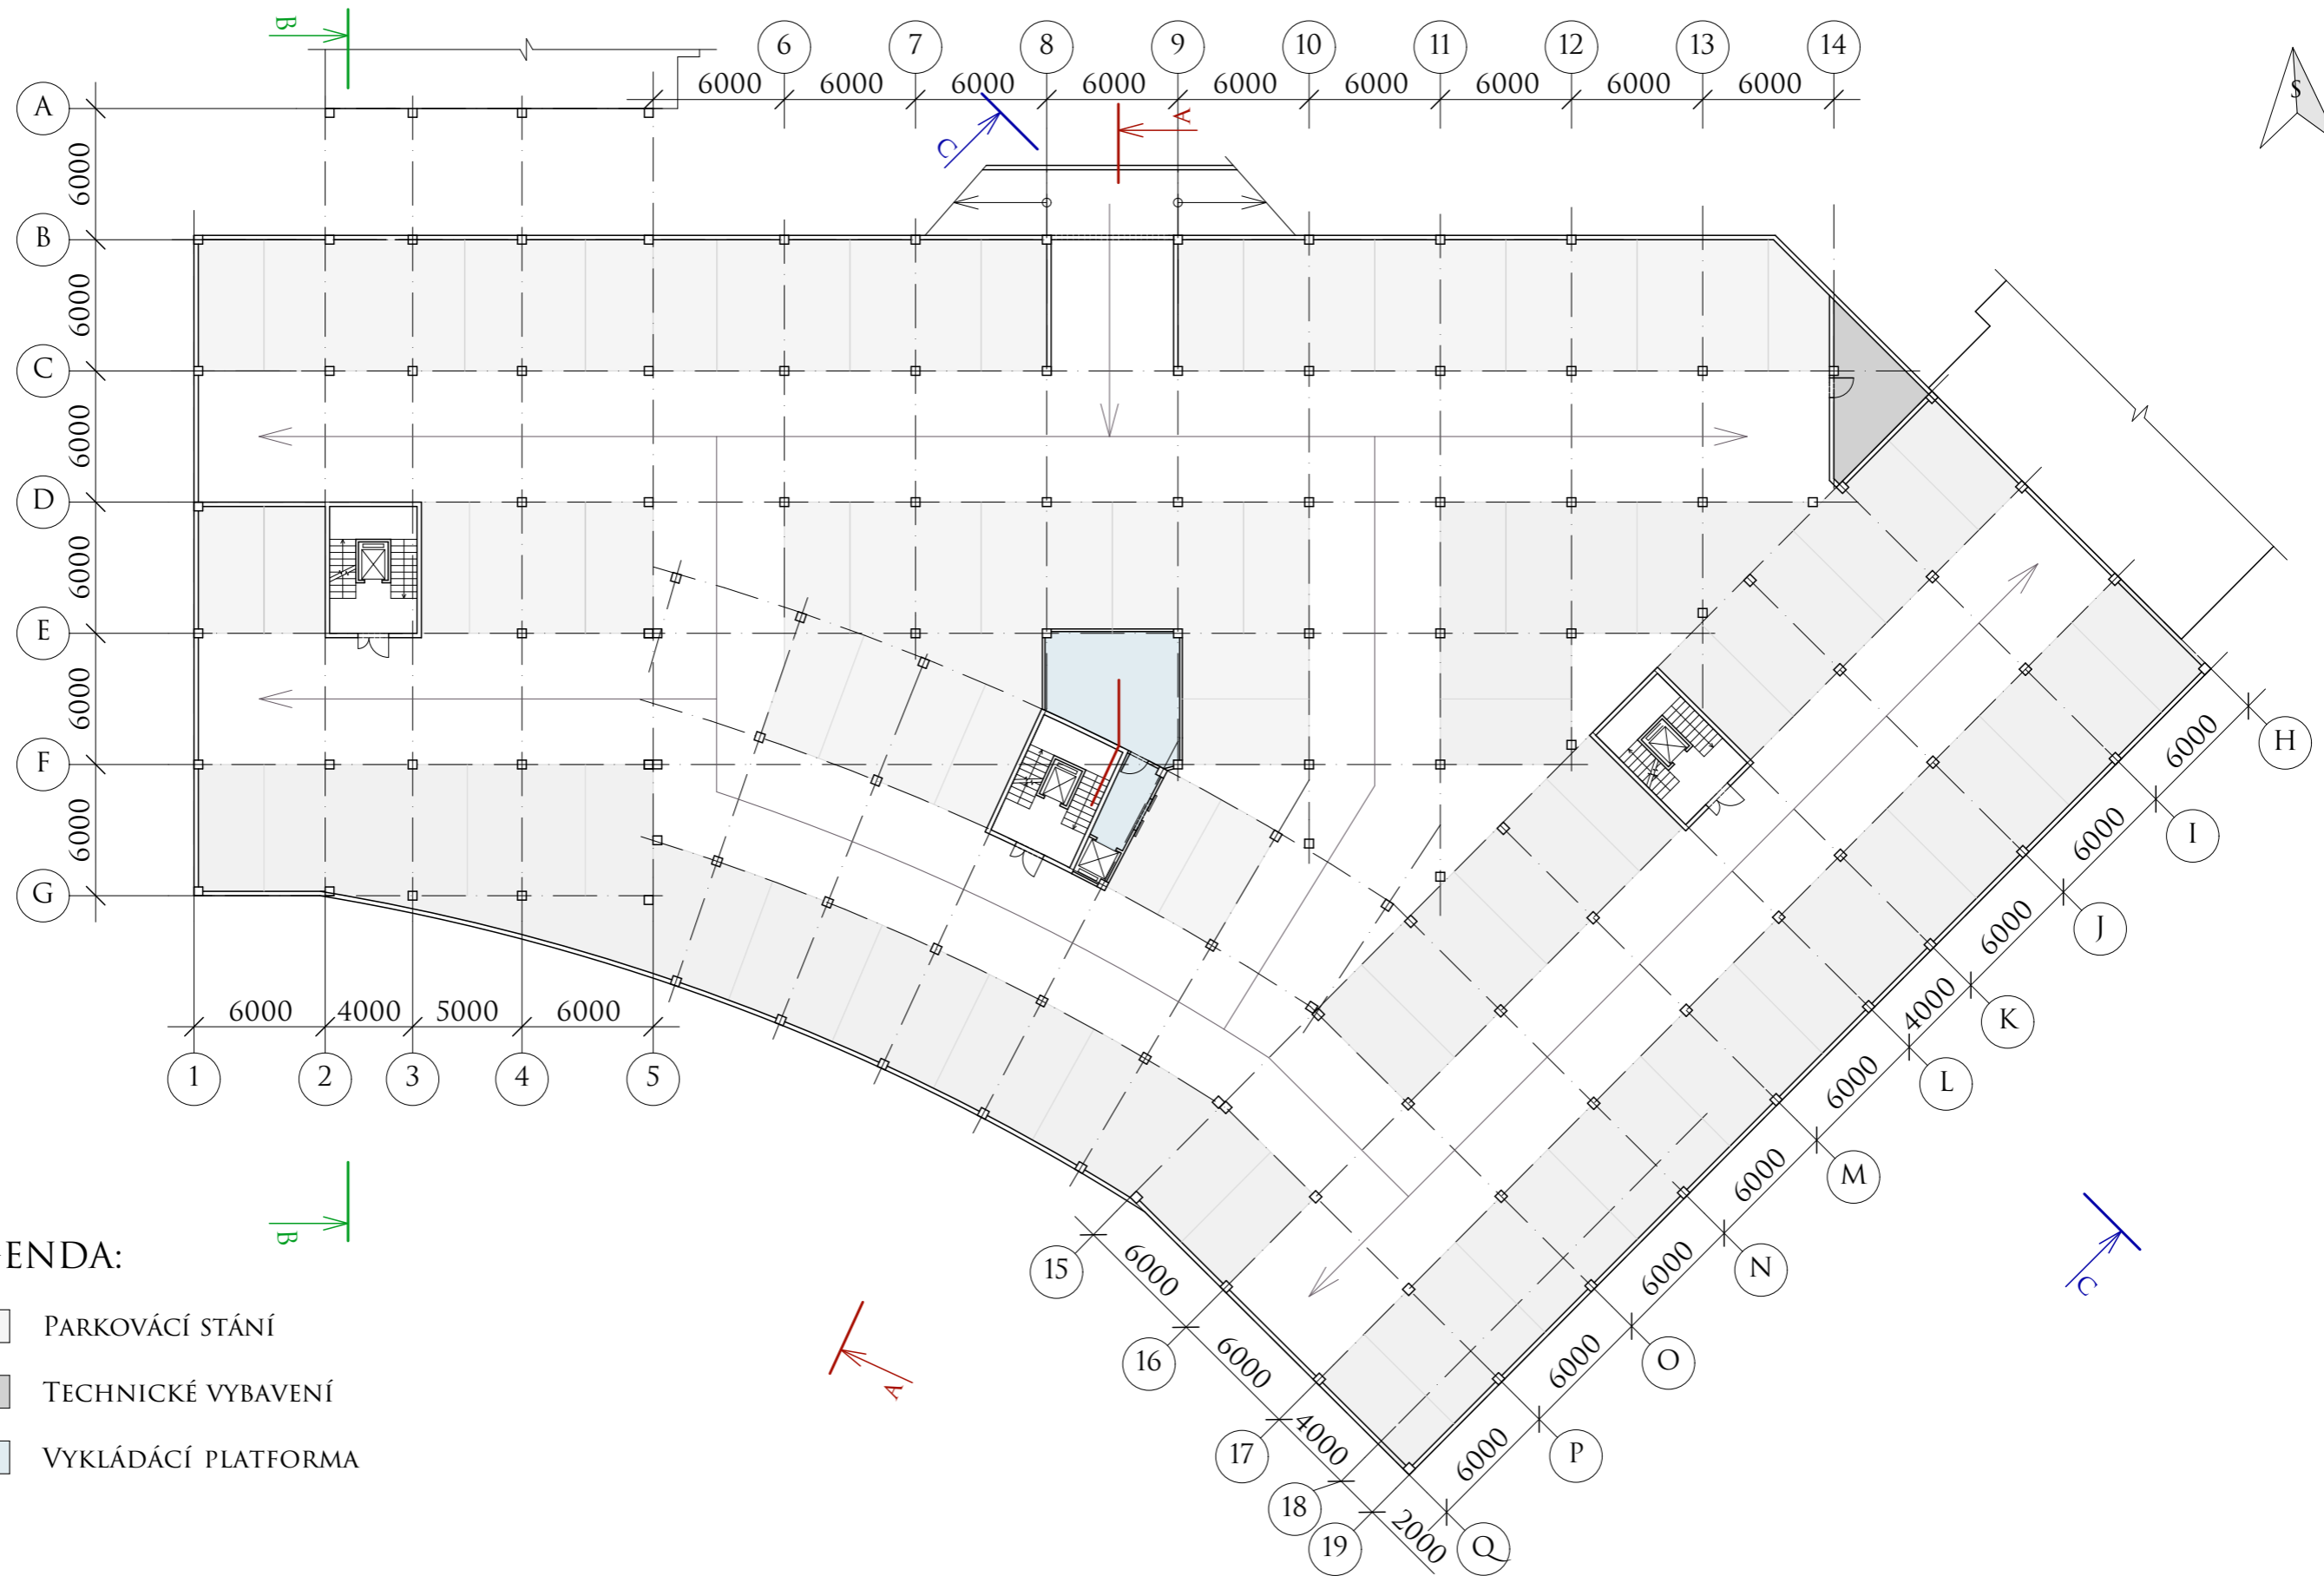 B
6 7 8 9 10 11 12 13 14
6000 6000 6000 6000 6000 6000 6000 6000 6000
S
A
A
C
6000
B
6000
C
6000
D
6000
E
6000
F
6000
G
6000 4000 5000 6000
1 2 3 4 5
H
6000
I
6000
J
6000
K
4000
L
6000
M
6000
N
6000
O
6000
P
6000
Q
15
6000
16
6000
17
4000
18
19
2000
B
A
C
ENDA:
Parkovácí stání
Technické vybavení
Vykládácí platforma